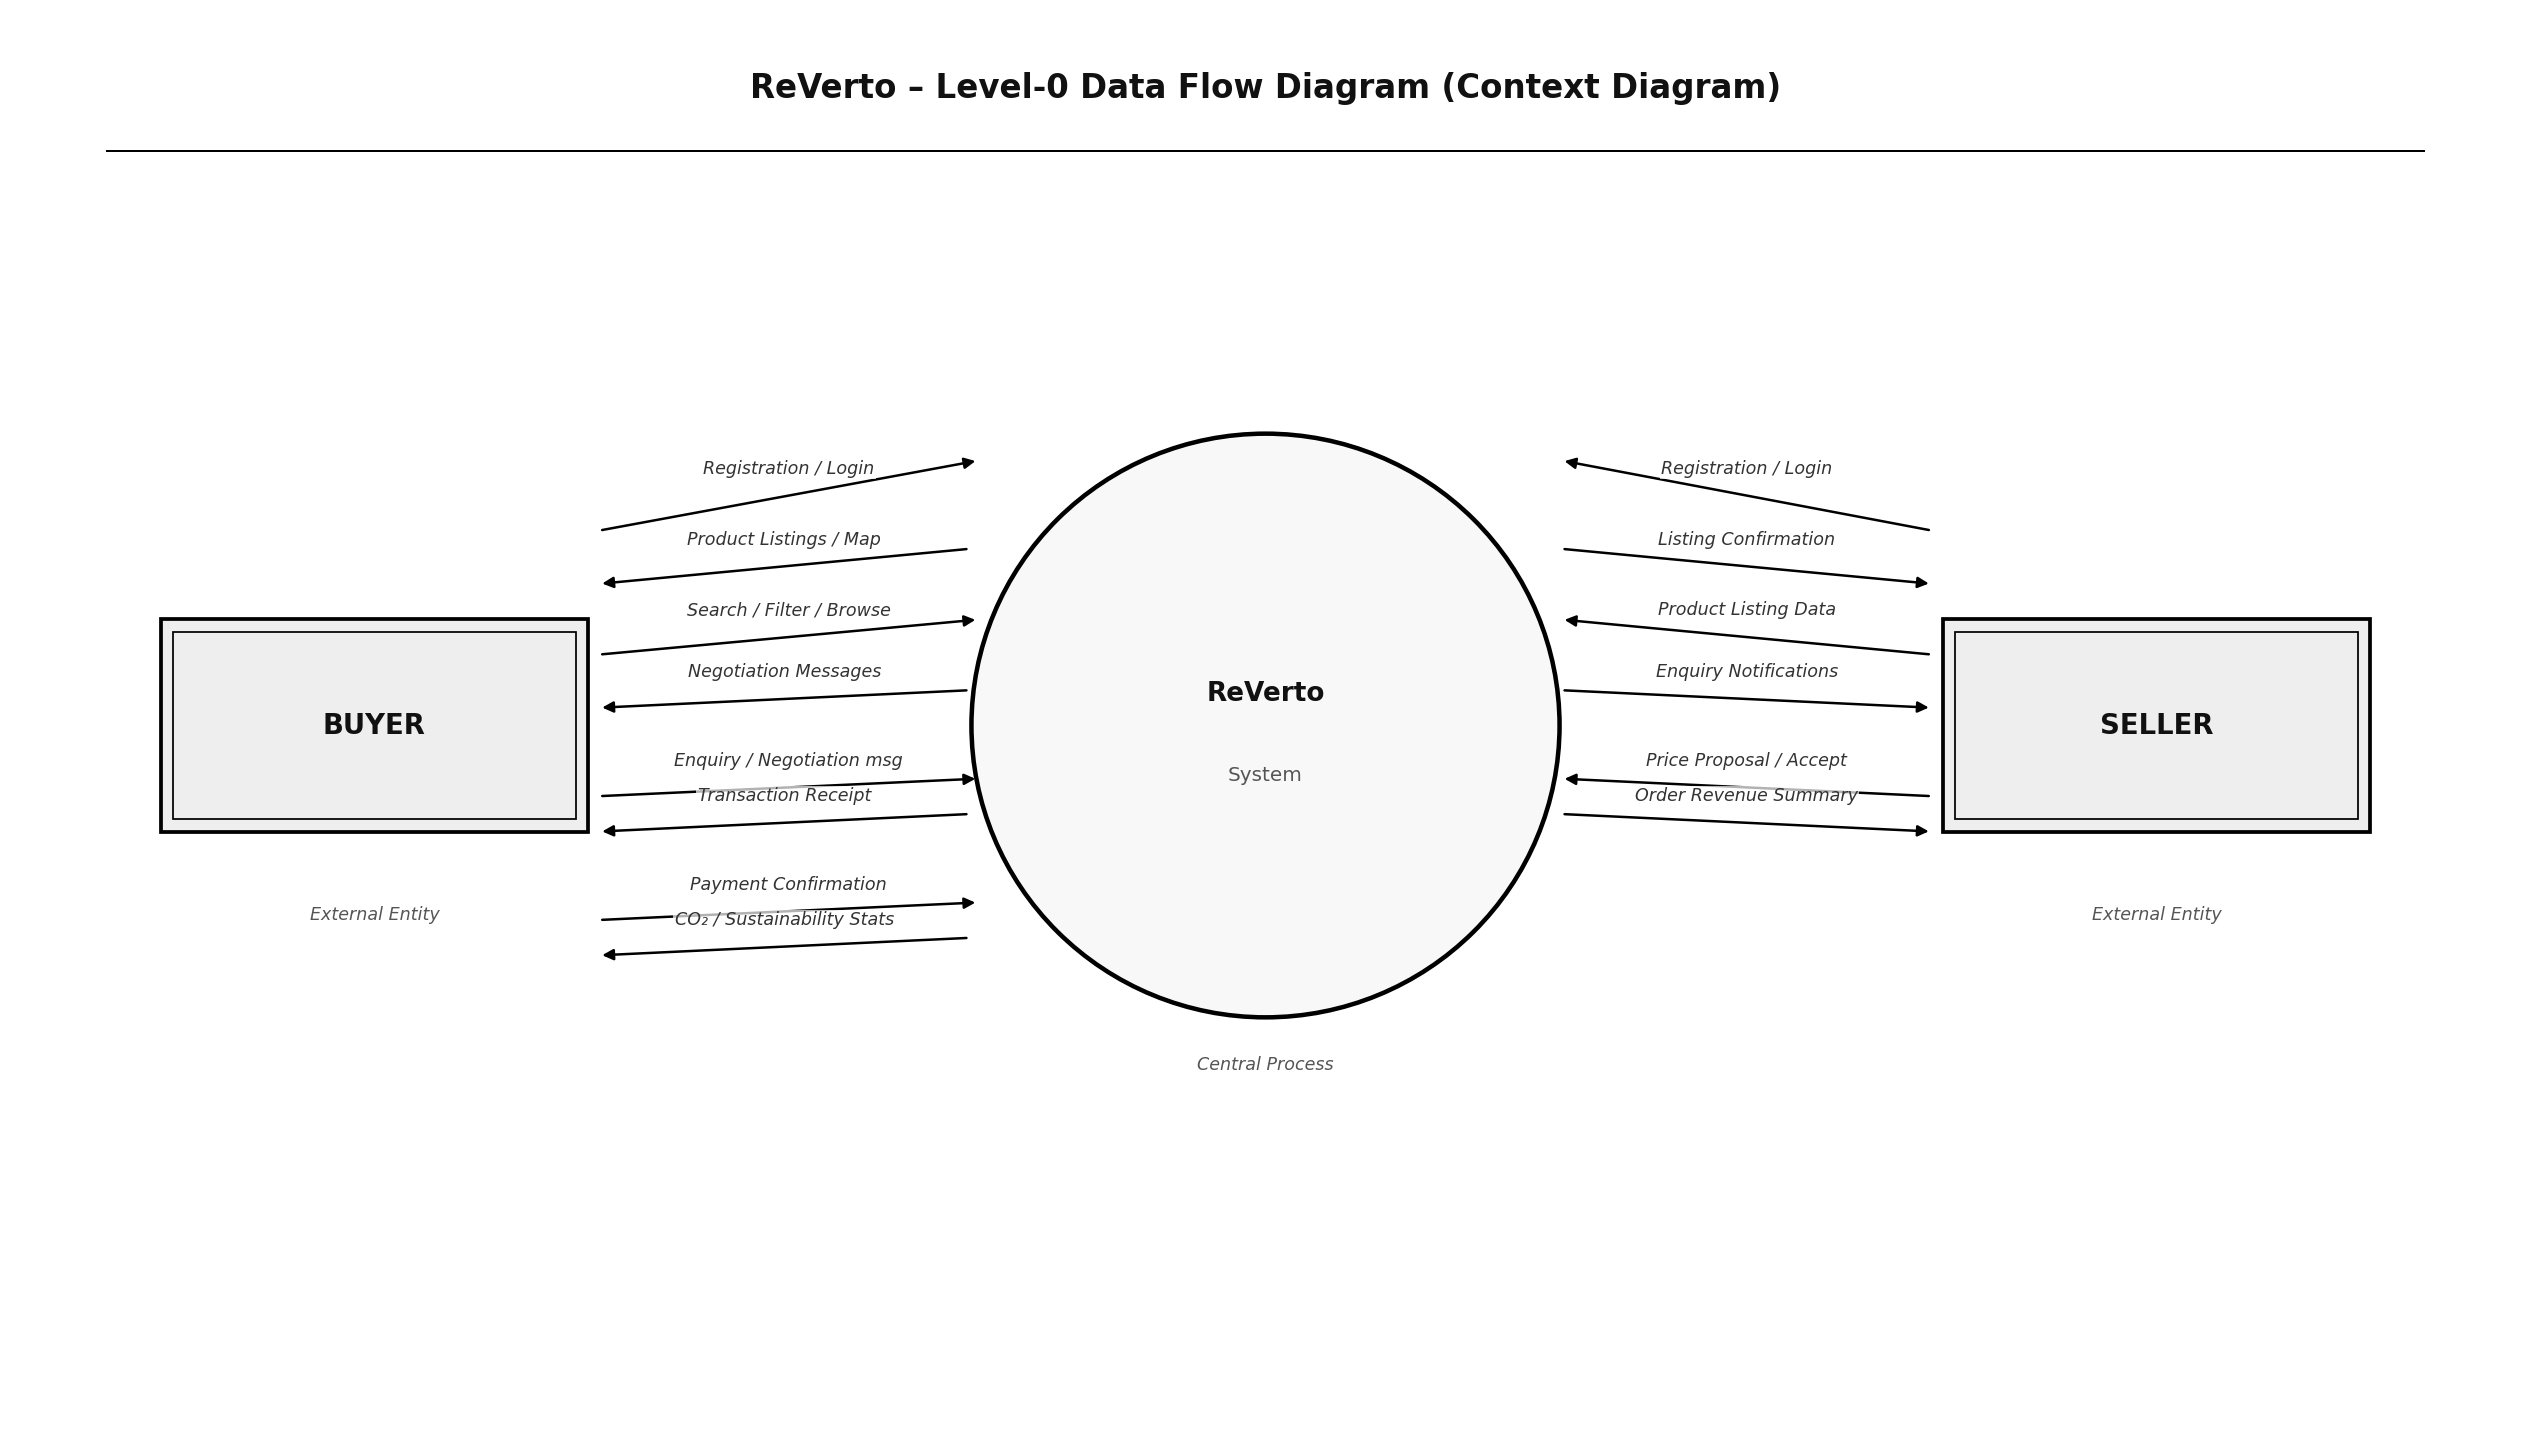 ReVerto – Level-0 Data Flow Diagram (Context Diagram)
Registration / Login
Product Listings / Map
Search / Filter / Browse
Negotiation Messages
Enquiry / Negotiation msg
Transaction Receipt
Payment Confirmation
CO₂ / Sustainability Stats
BUYER
External Entity
ReVerto
System
Central Process
Registration / Login
Listing Confirmation
Product Listing Data
Enquiry Notifications
Price Proposal / Accept
Order Revenue Summary
SELLER
External Entity